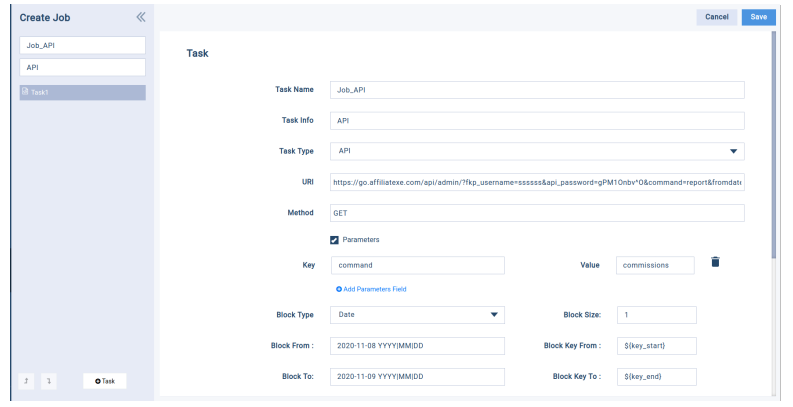 Create Job
Cancel
Save
Job_API
API
Task1
Task
Task Name
Job_API
Task Info
API
Task Type
API
URI
https://go.affiliatexe.com/api/admin/?fkp_username=ssssss&api_password=gPM1Onbv^O&command=report&fromdate
Method
GET
Parameters
Key
command
Value
commissions
Add Parameters Field
Block Type
Date
Block Size:
1
Block From :
2020-11-08 YYYY|MM|DD
Block Key From :
${key_start}
Block To:
2020-11-09 YYYY|MM|DD
Block Key To :
${key_end}
Task